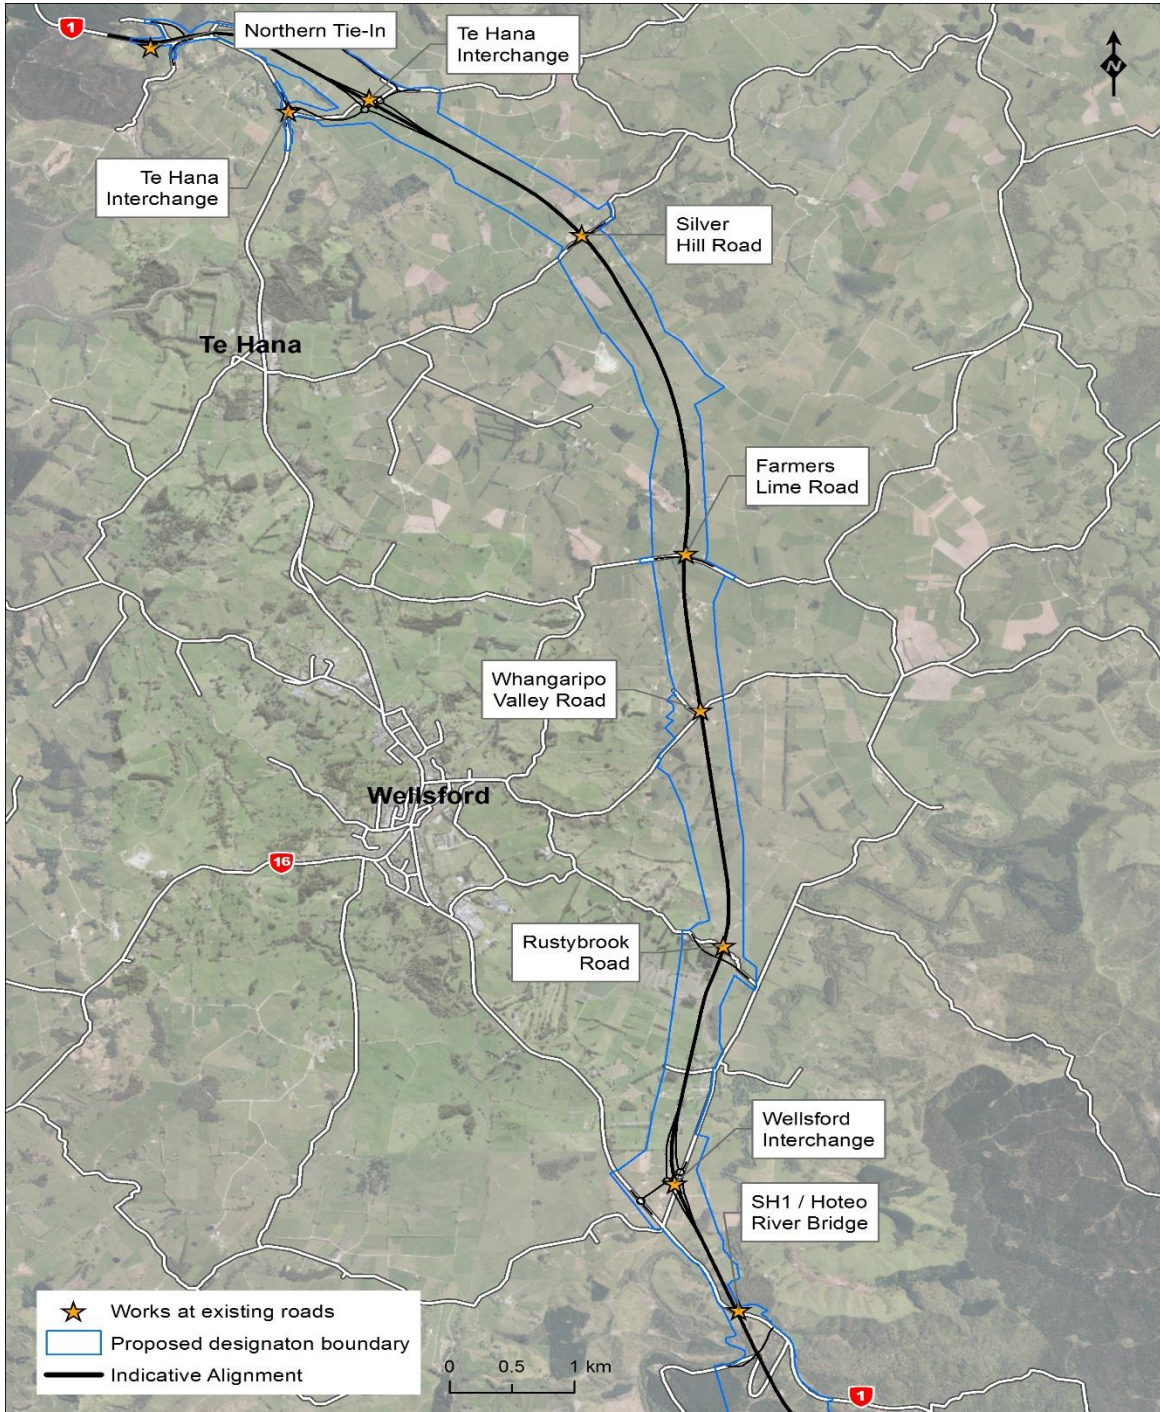 1
Northern Tie-In
Te Hana
Interchange
N
Te Hana
Interchange
Silver
Hill Road
Te Hana
Farmers
Lime Road
Whangaripo
Valley Road
Wellsford
16
Rustybrook
Road
Wellsford
Interchange
SH1 / Hoteo
River Bridge
Works at existing roads
Proposed designaton boundary
Indicative Alignment
0 0.5 1 km
1